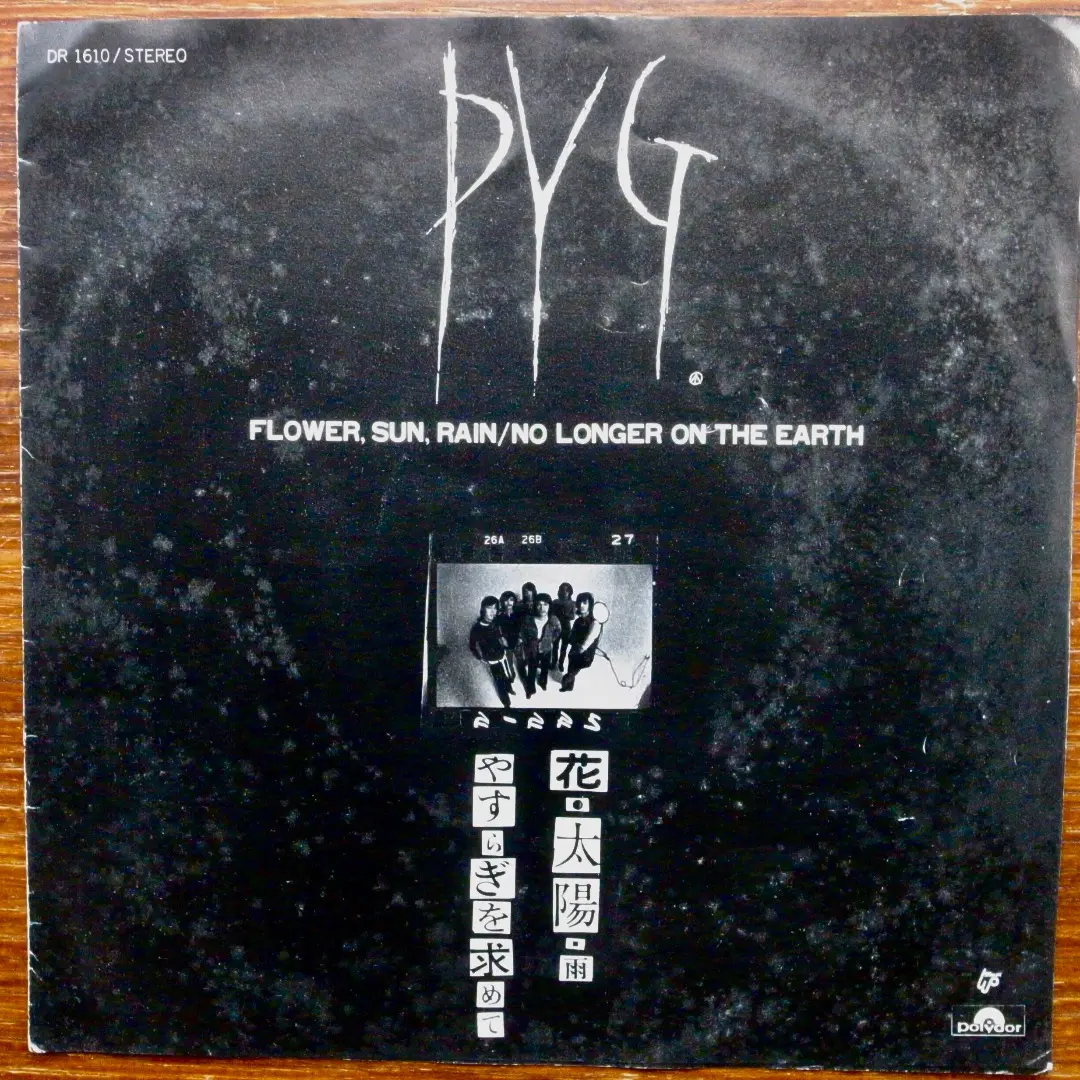 DR 1610/STEREO
PYG
FLOWER, SUN, RAIN/NO LONGER ON THE EARTH
26A 26B 27
花・太陽・雨
やすらぎを求めて
Polydor